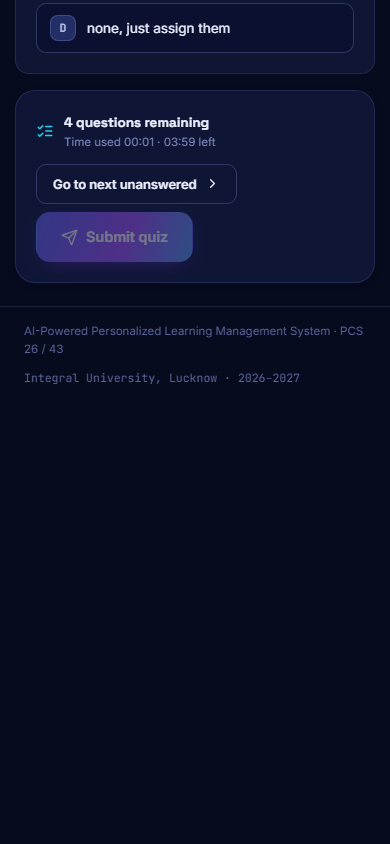 D none, just assign them
4 questions remaining
Time used 00:01 · 03:59 left
Go to next unanswered
Submit quiz
AI-Powered Personalized Learning Management System · PCS
26 / 43
Integral University, Lucknow · 2026–2027